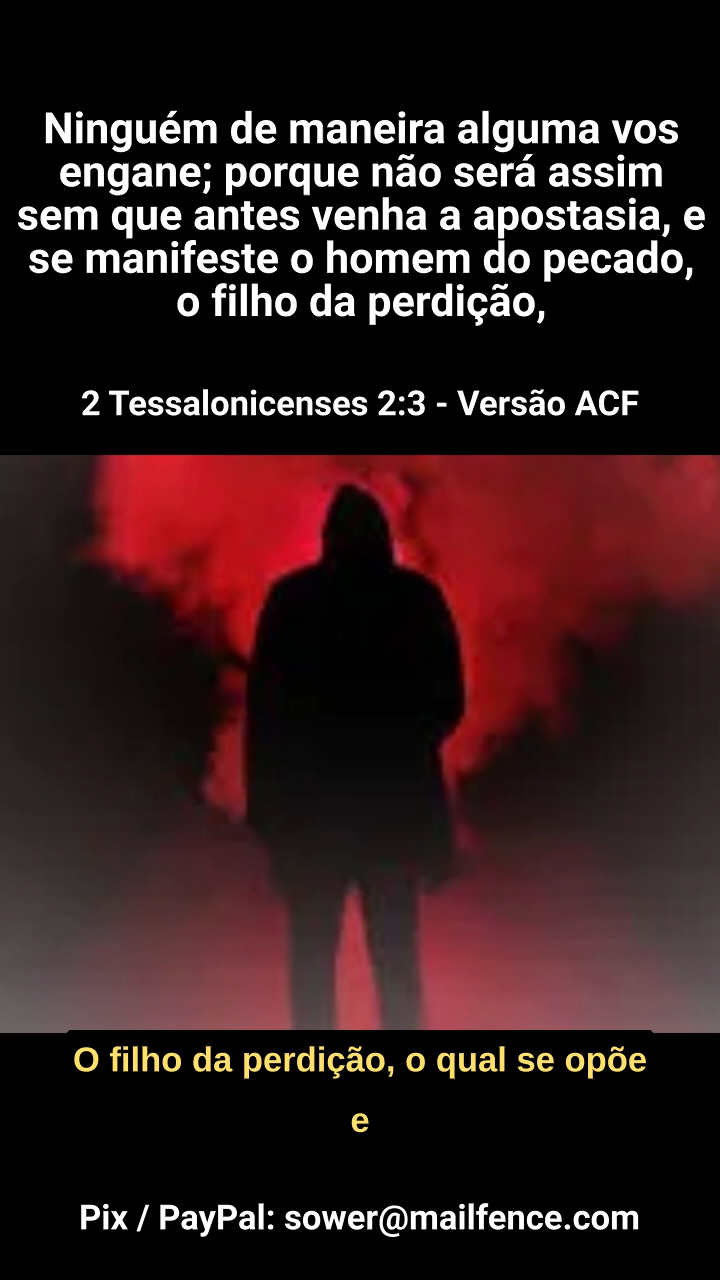 Ninguém de maneira alguma vos
engane; porque não será assim
sem que antes venha a apostasia, e
se manifeste o homem do pecado,
o filho da perdição,
2 Tessalonicenses 2:3 - Versão ACF
O filho da perdição, o qual se opõe
e
Pix / PayPal: sower@mailfence.com